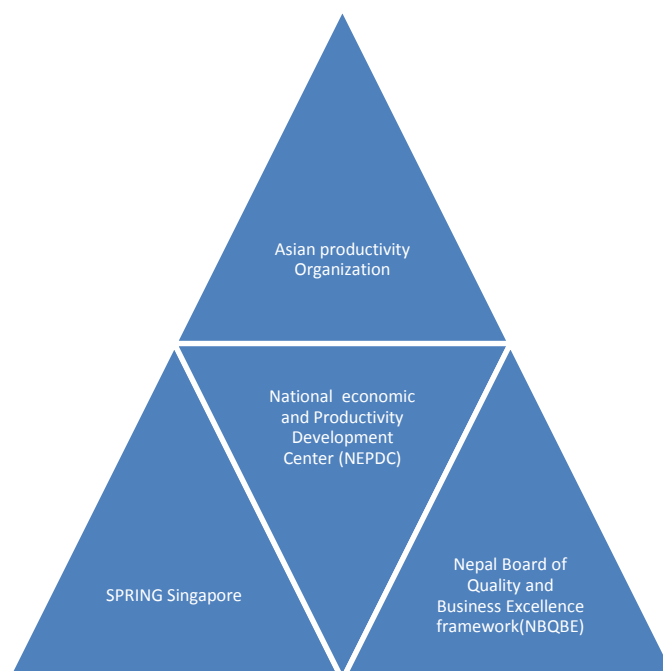 Asian productivity
Organization
National economic
and Productivity
Development
Center (NEPDC)
SPRING Singapore
Nepal Board of
Quality and
Business Excellence
framework(NBQBE)